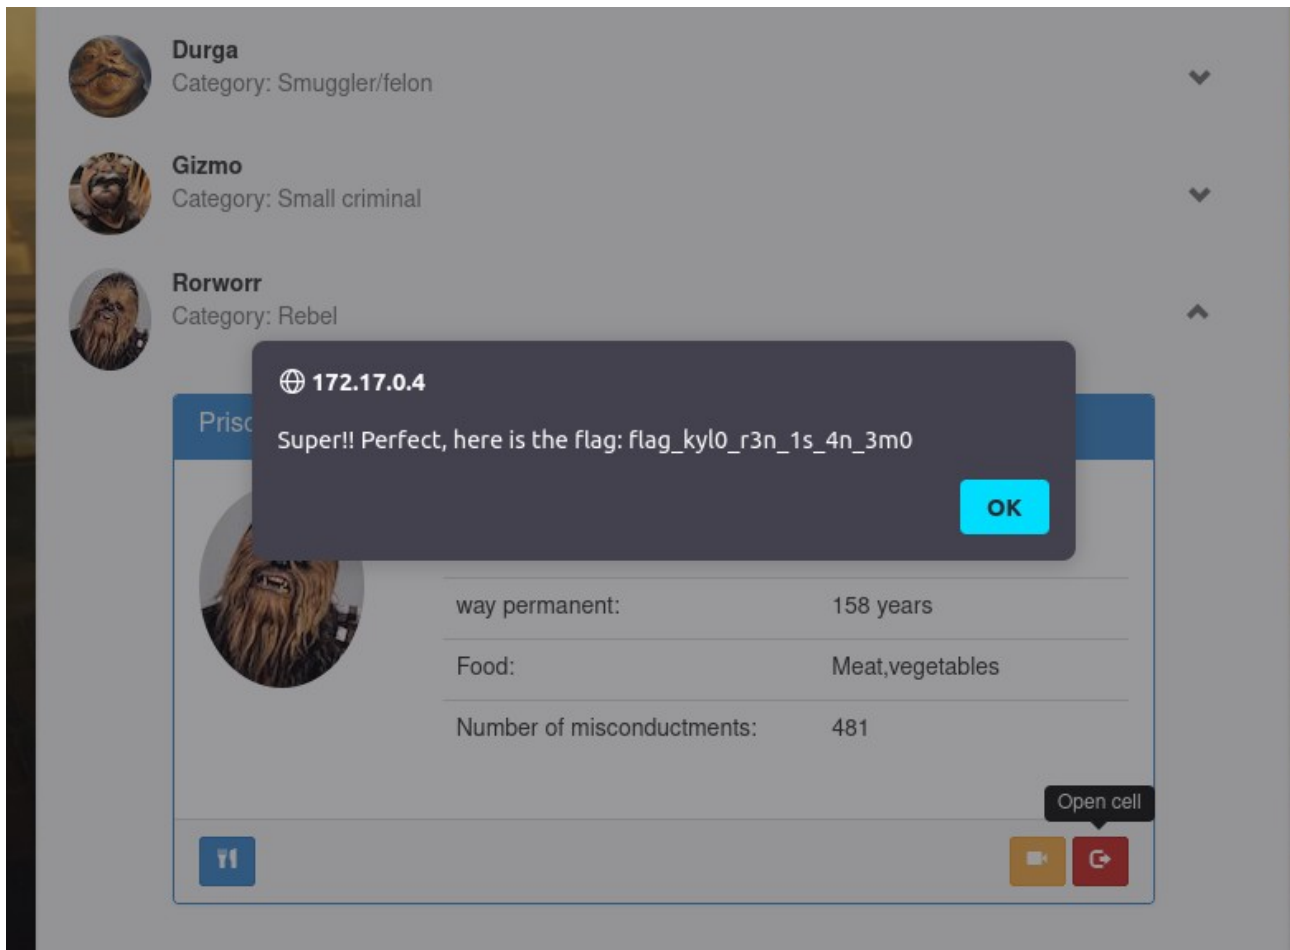 Durga
Category: Smuggler/felon
Gizmo
Category: Small criminal
Rorworr
Category: Rebel
172.17.0.4
Super!! Perfect, here is the flag: flag_kyl0_r3n_1s_4n_3m0
OK
way permanent: 158 years
Food: Meat,vegetables
Number of misconductments: 481
Open cell